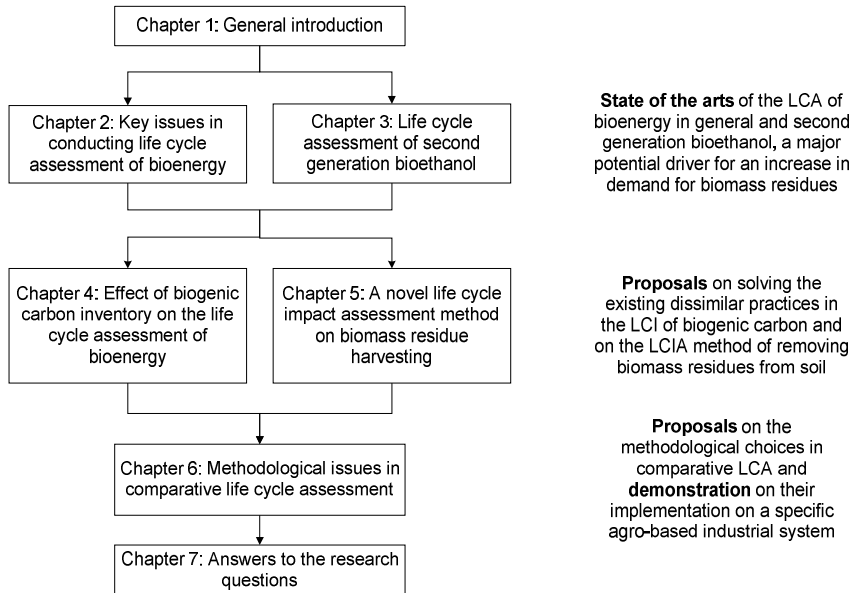 Chapter 1: General introduction
Chapter 2: Key issues in
conducting life cycle
assessment of bioenergy
Chapter 3: Life cycle
assessment of second
generation bioethanol
State of the arts of the LCA of
bioenergy in general and second
generation bioethanol, a major
potential driver for an increase in
demand for biomass residues
Chapter 4: Effect of biogenic
carbon inventory on the life
cycle assessment of
bioenergy
Chapter 5: A novel life cycle
impact assessment method
on biomass residue
harvesting
Proposals on solving the
existing dissimilar practices in
the LCI of biogenic carbon and
on the LCIA method of removing
biomass residues from soil
Chapter 6: Methodological issues in
comparative life cycle assessment
Proposals on the
methodological choices in
comparative LCA and
demonstration on their
implementation on a specific
agro-based industrial system
Chapter 7: Answers to the research
questions